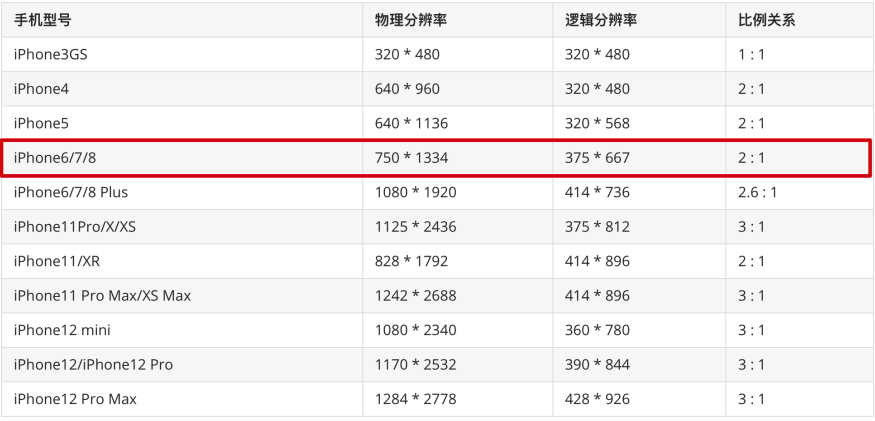 手机型号 物理分辨率 逻辑分辨率 比例关系
iPhone3GS 320 * 480 320 * 480 1 : 1
iPhone4 640 * 960 320 * 480 2 : 1
iPhone5 640 * 1136 320 * 568 2 : 1
iPhone6/7/8 750 * 1334 375 * 667 2 : 1
iPhone6/7/8 Plus 1080 * 1920 414 * 736 2.6 : 1
iPhone11Pro/X/XS 1125 * 2436 375 * 812 3 : 1
iPhone11/XR 828 * 1792 414 * 896 2 : 1
iPhone11 Pro Max/XS Max 1242 * 2688 414 * 896 3 : 1
iPhone12 mini 1080 * 2340 360 * 780 3 : 1
iPhone12/iPhone12 Pro 1170 * 2532 390 * 844 3 : 1
iPhone12 Pro Max 1284 * 2778 428 * 926 3 : 1